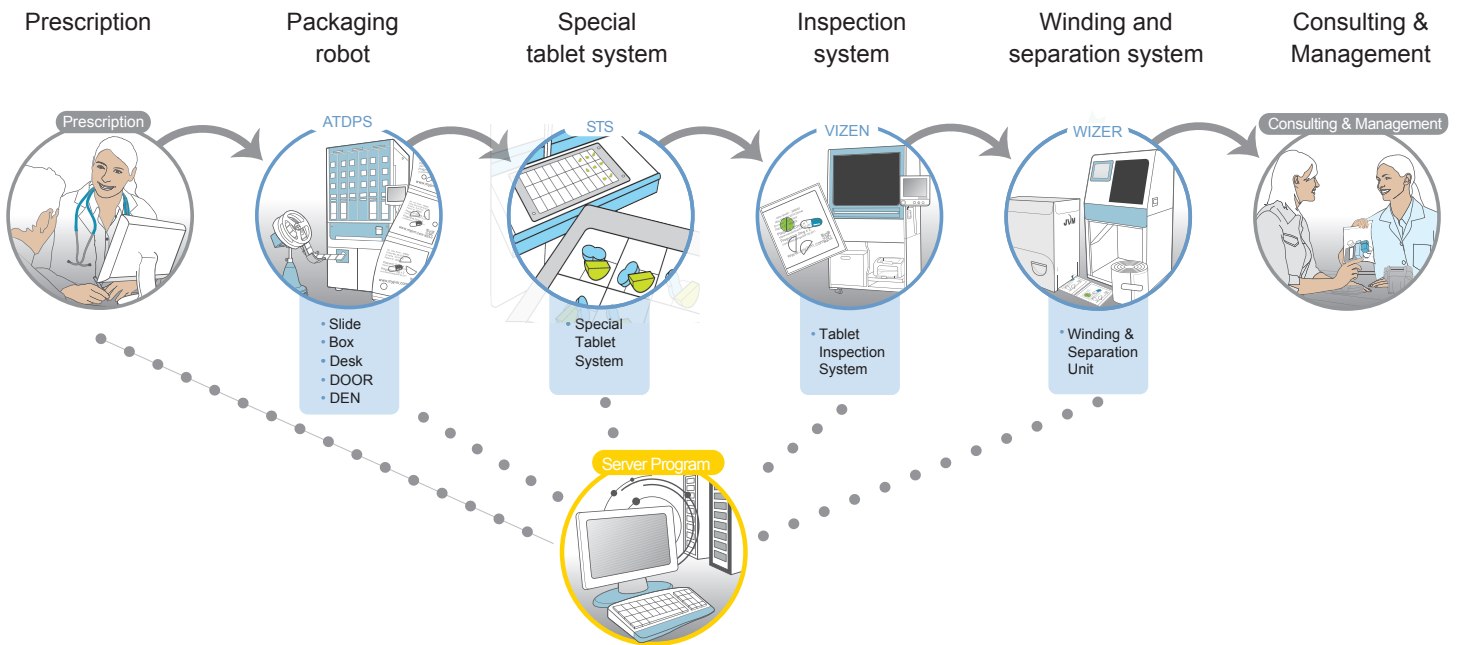 Prescription
Packaging
robot
Special
tablet system
Inspection
system
Winding and
separation system
Consulting &
Management
Prescription
ATDPS
STS
VIZEN
WIZER
Consulting & Management
JVM
• Slide
• Box
• Desk
• DOOR
• DEN
• Special
Tablet
System
• Tablet
Inspection
System
• Winding &
Separation
Unit
Server Program